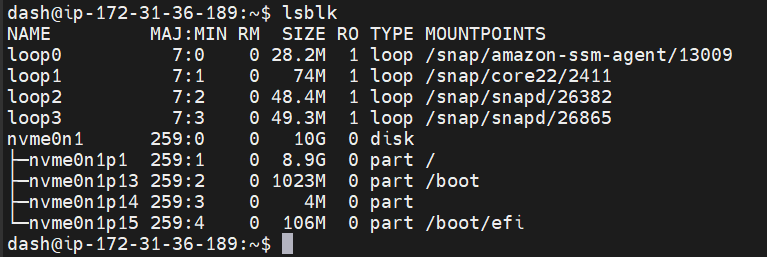 dash@ip-172-31-36-189:~$ lsblk
NAME         MAJ:MIN RM  SIZE RO TYPE MOUNTPOINTS
loop0          7:0    0 28.2M  1 loop /snap/amazon-ssm-agent/13009
loop1          7:1    0   74M  1 loop /snap/core22/2411
loop2          7:2    0 48.4M  1 loop /snap/snapd/26382
loop3          7:3    0 49.3M  1 loop /snap/snapd/26865
nvme0n1      259:0    0   10G  0 disk
├─nvme0n1p1  259:1    0  8.9G  0 part /
├─nvme0n1p13 259:2    0 1023M  0 part /boot
├─nvme0n1p14 259:3    0    4M  0 part
└─nvme0n1p15 259:4    0  106M  0 part /boot/efi
dash@ip-172-31-36-189:~$